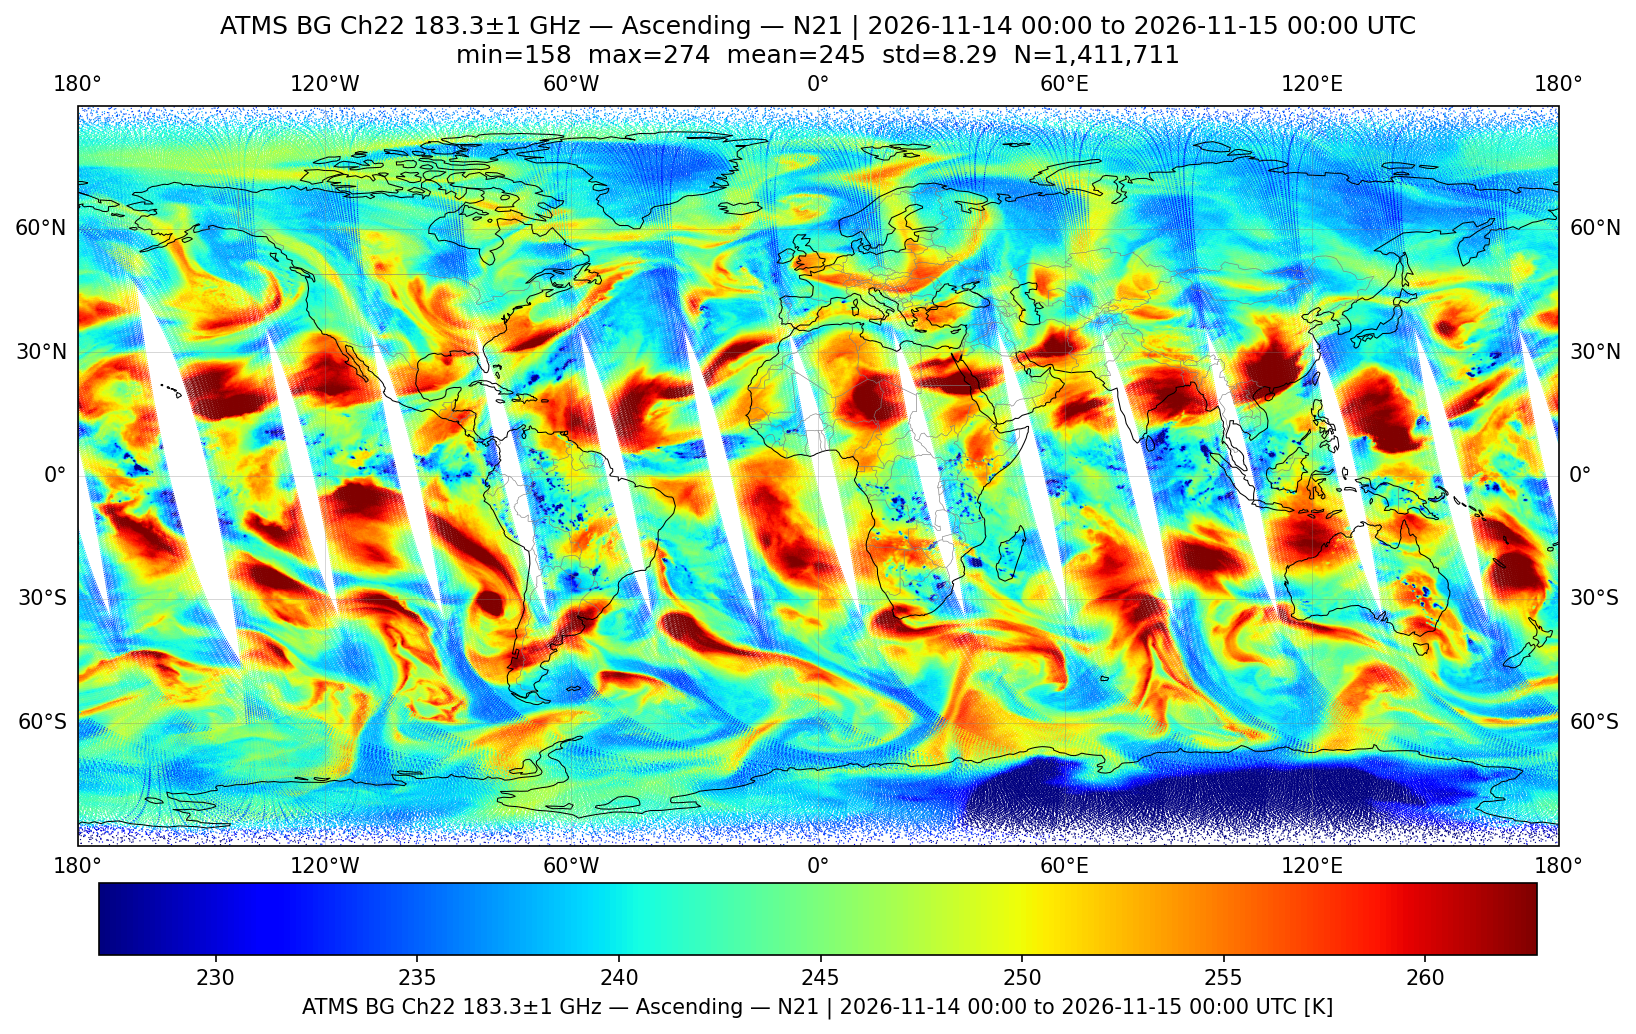 ATMS BG Ch22 183.3±1 GHz — Ascending — N21 | 2026-11-14 00:00 to 2026-11-15 00:00 UTC
min=158 max=274 mean=245 std=8.29 N=1,411,711
180° 120°W 60°W 0° 60°E 120°E 180°
60°N 60°N
30°N 30°N
0° 0°
30°S 30°S
60°S 60°S
180° 120°W 60°W 0° 60°E 120°E 180°
230 235 240 245 250 255 260
ATMS BG Ch22 183.3±1 GHz — Ascending — N21 | 2026-11-14 00:00 to 2026-11-15 00:00 UTC [K]